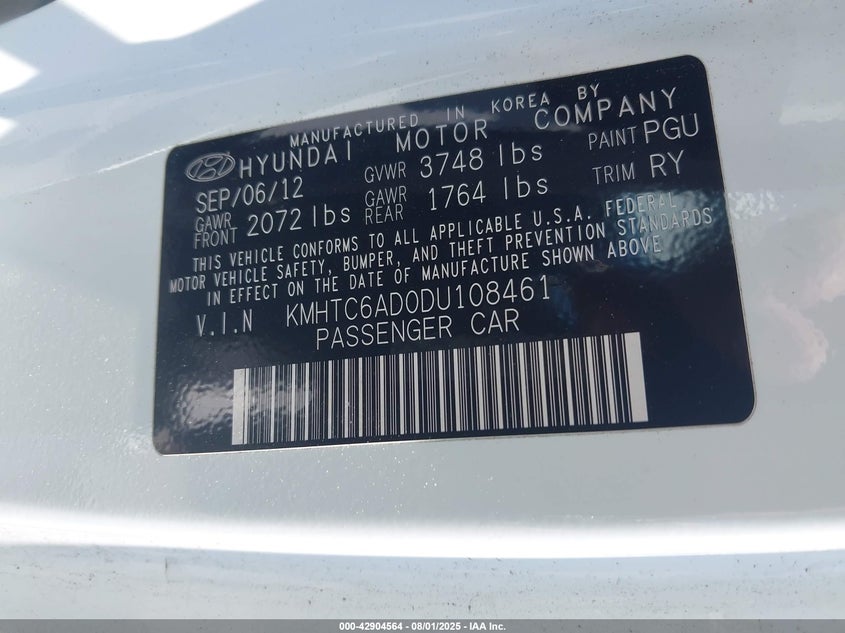 MANUFACTURED IN KOREA BY
HYUNDAI MOTOR COMPANY
SEP/06/12 GVWR 3748 lbs PAINT PGU
GAWR FRONT 2072 lbs GAWR REAR 1764 lbs TRIM RY
THIS VEHICLE CONFORMS TO ALL APPLICABLE U.S.A. FEDERAL
MOTOR VEHICLE SAFETY, BUMPER, AND THEFT PREVENTION STANDARDS
IN EFFECT ON THE DATE OF MANUFACTURE SHOWN ABOVE
V.I.N KMHTC6AD0DU108461
PASSENGER CAR
000-42904564 - 08/01/2025 - IAA Inc.